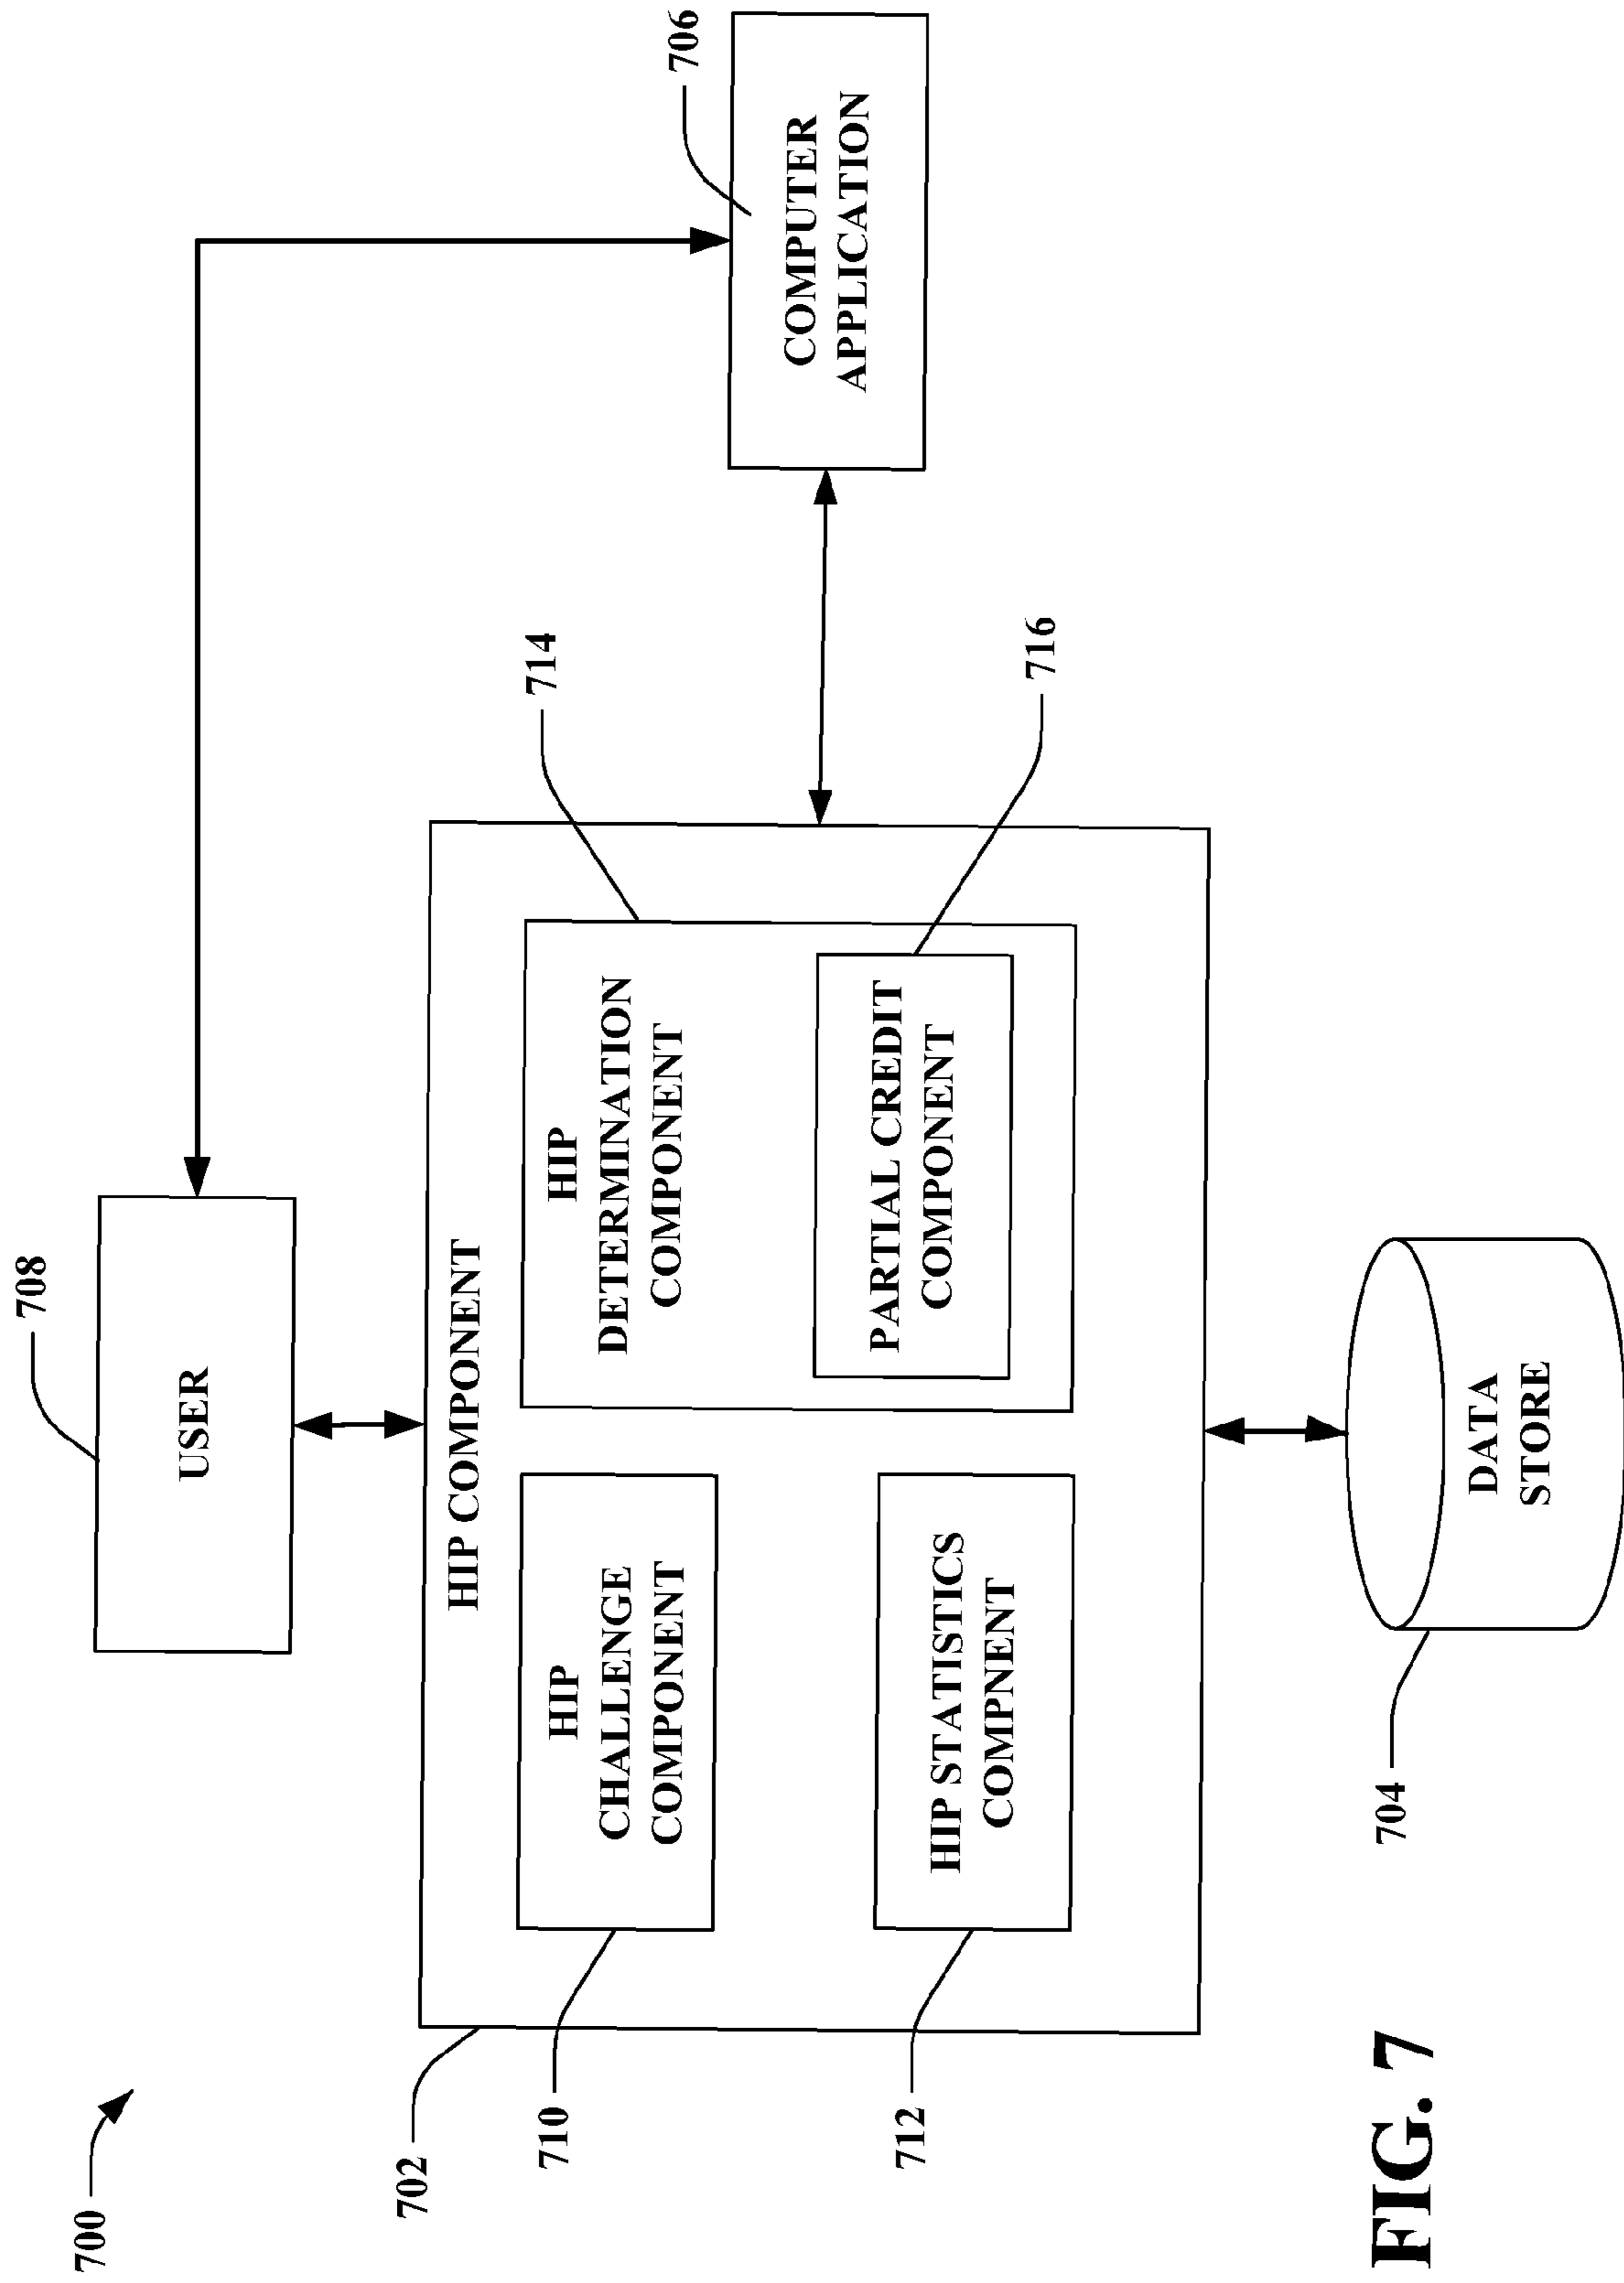 700
708
USER
706
COMPUTER
APPLICATION
702
HIP COMPONENT
710
HIP
CHALLENGE
COMPONENT
714
HIP
DETERMINATION
COMPONENT
712
HIP STATISTICS
COMPNENT
716
PARTIAL CREDIT
COMPONENT
704
DATA
STORE
FIG. 7